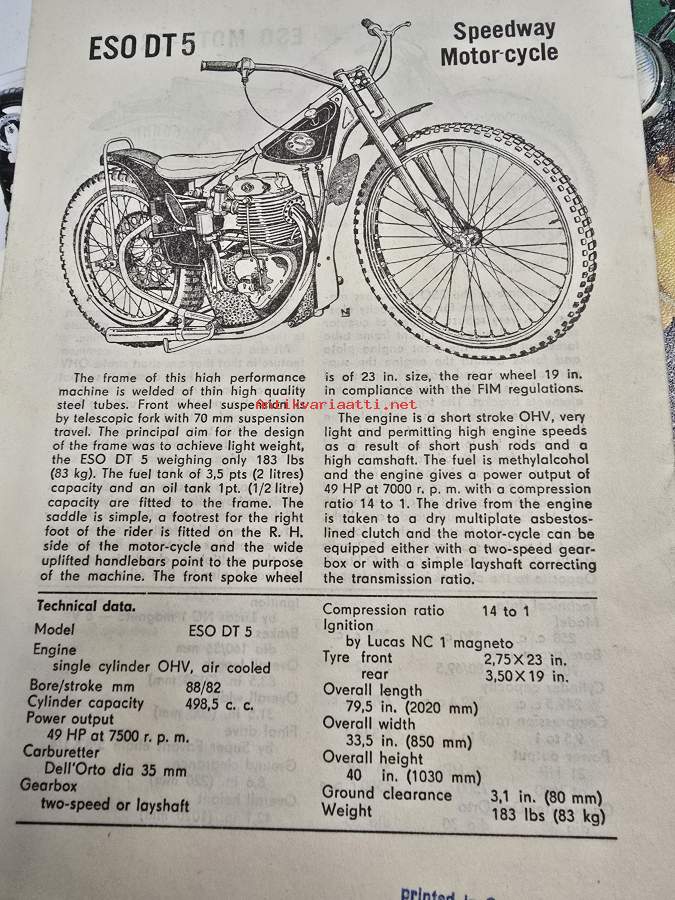 ESO DT 5
Speedway
Motor-cycle
ESO
The frame of this high performance
machine is welded of thin high quality
steel tubes. Front wheel suspension is
by telescopic fork with 70 mm suspension
travel. The principal aim for the design
of the frame was to achieve light weight,
the ESO DT 5 weighing only 183 lbs
(83 kg). The fuel tank of 3,5 pts (2 litres)
capacity and an oil tank 1pt. (1/2 litre)
capacity are fitted to the frame. The
saddle is simple, a footrest for the right
foot of the rider is fitted on the R. H.
side of the motor-cycle and the wide
uplifted handlebars point to the purpose
of the machine. The front spoke wheel
is of 23 in. size, the rear wheel 19 in.
in compliance with the FIM regulations.
The engine is a short stroke OHV, very
light and permitting high engine speeds
as a result of short push rods and a
high camshaft. The fuel is methylalcohol
and the engine gives a power output of
49 HP at 7000 r. p. m. with a compression
ratio 14 to 1. The drive from the engine
is taken to a dry multiplate asbestos-
lined clutch and the motor-cycle can be
equipped either with a two-speed gear-
box or with a simple layshaft correcting
the transmission ratio.
antikvariaatti.net
Technical data.
Model ESO DT 5
Engine
single cylinder OHV, air cooled
Bore/stroke mm 88/82
Cylinder capacity 498,5 c. c.
Power output
49 HP at 7500 r. p. m.
Carburetter
Dell'Orto dia 35 mm
Gearbox
two-speed or layshaft
Compression ratio 14 to 1
Ignition
by Lucas NC 1 magneto
Tyre front 2,75 X 23 in.
rear 3,50 X 19 in.
Overall length
79,5 in. (2020 mm)
Overall width
33,5 in. (850 mm)
Overall height
40 in. (1030 mm)
Ground clearance 3,1 in. (80 mm)
Weight 183 lbs (83 kg)
printed in